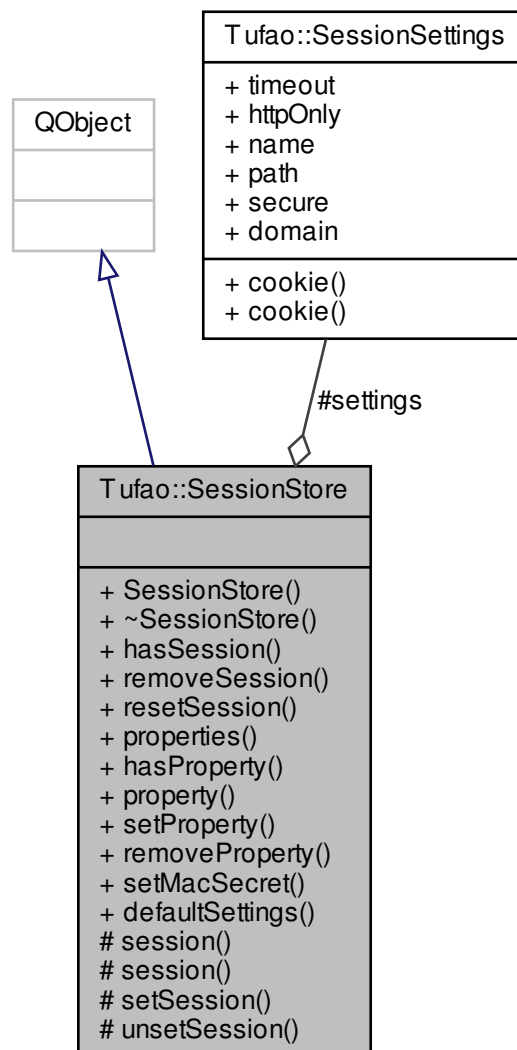 Tufao::SessionSettings
+ timeout
+ httpOnly
+ name
+ path
+ secure
+ domain
+ cookie()
+ cookie()
QObject
#settings
Tufao::SessionStore
+ SessionStore()
+ ~SessionStore()
+ hasSession()
+ removeSession()
+ resetSession()
+ properties()
+ hasProperty()
+ property()
+ setProperty()
+ removeProperty()
+ setMacSecret()
+ defaultSettings()
# session()
# session()
# setSession()
# unsetSession()